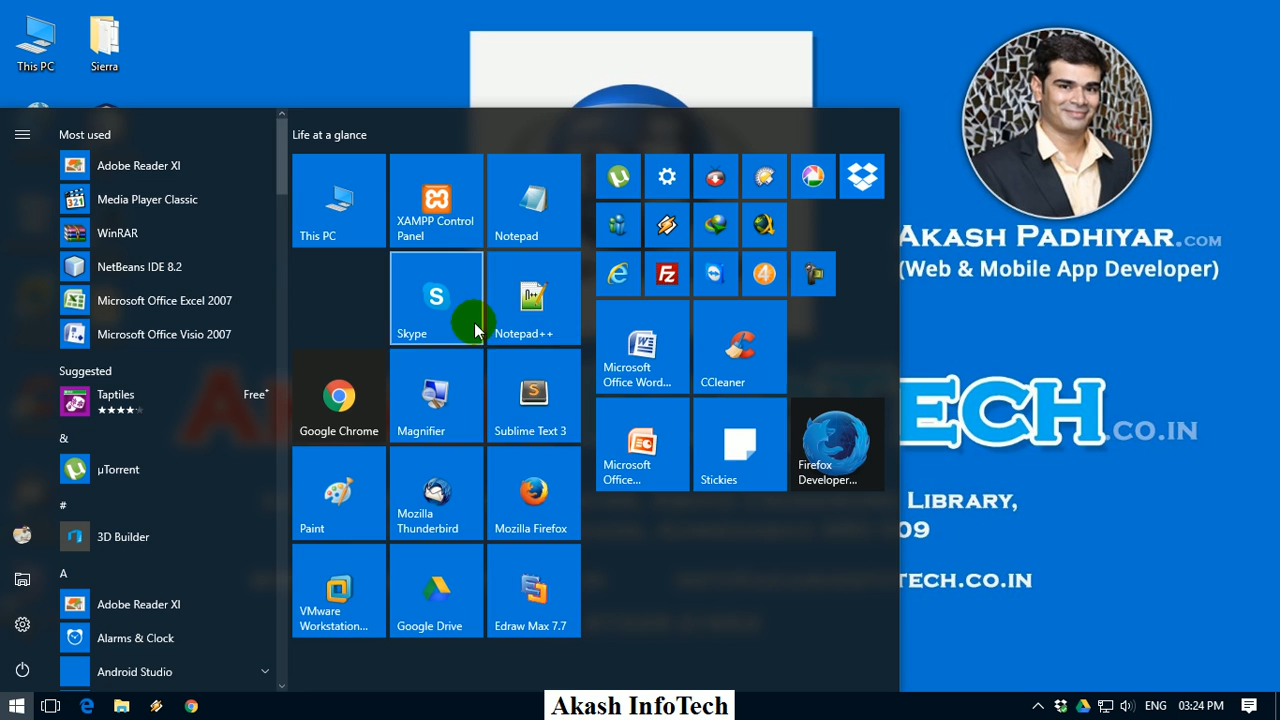 This PC
Sierra
Most used
Adobe Reader XI
Media Player Classic
WinRAR
NetBeans IDE 8.2
Microsoft Office Excel 2007
Microsoft Office Visio 2007
Suggested
Taptiles
Free+
&
µTorrent
#
3D Builder
A
Adobe Reader XI
Alarms & Clock
Android Studio
Life at a glance
This PC
XAMPP Control
Panel
Notepad
Skype
Notepad++
Google Chrome
Magnifier
Sublime Text 3
Paint
Mozilla
Thunderbird
Mozilla Firefox
VMware
Workstation...
Google Drive
Edraw Max 7.7
Microsoft
Office Word...
CCleaner
Microsoft
Office...
Stickies
Firefox
Developer...
AKASH PADHIYAR.COM
(Web & Mobile App Developer)
TECH.CO.IN
LIBRARY,
09
TECH.CO.IN
Akash InfoTech
ENG
03:24 PM